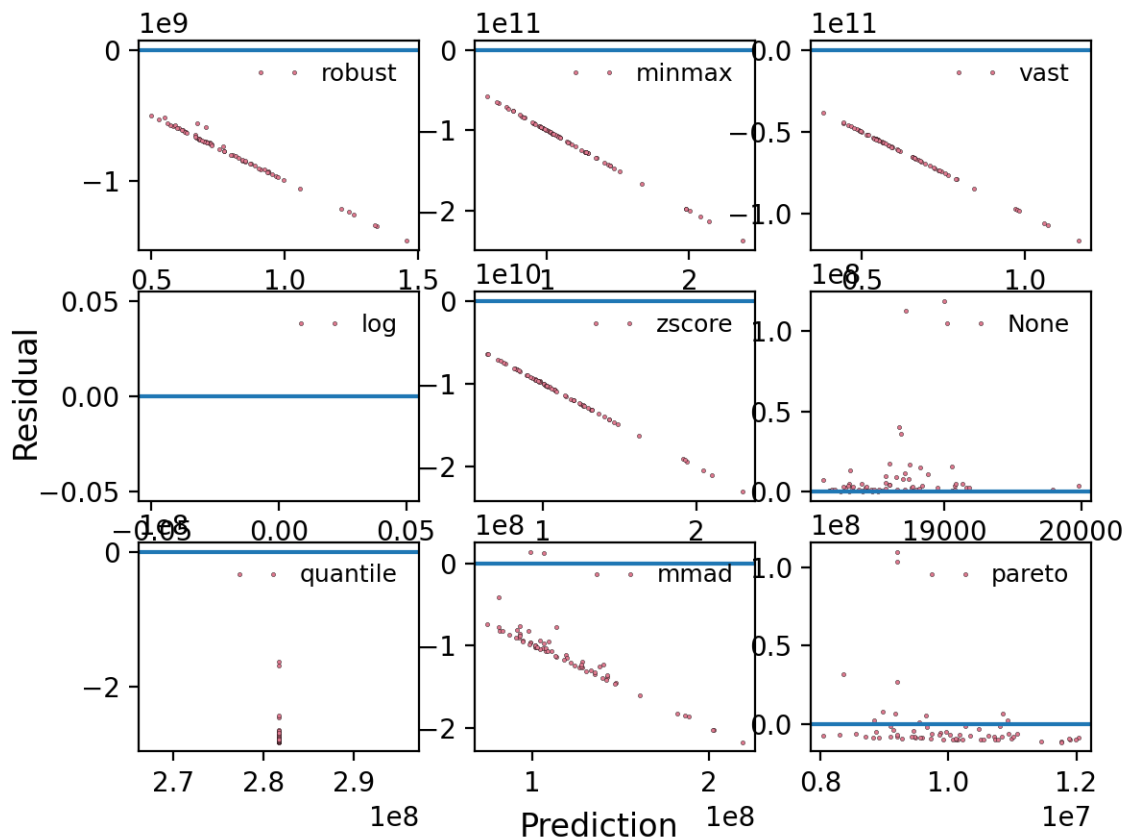 1e9
0
−1
robust
0.5
1.0
1.5
1e11
0
−1
−2
minmax
1
2
1e11
0.0
−0.5
−1.0
vast
0.5
1.0
0.05
0.00
−0.05
log
−0.05
0.00
0.05
1e10
0
−1
−2
zscore
1
2
1e8
1.0
0.5
0.0
None
19000
20000
1e8
0
−2
quantile
2.7
2.8
2.9
1e8
1e8
0
−1
−2
mmad
1
2
1e8
1e8
1.0
0.5
0.0
pareto
0.8
1.0
1.2
1e7
Residual
Prediction